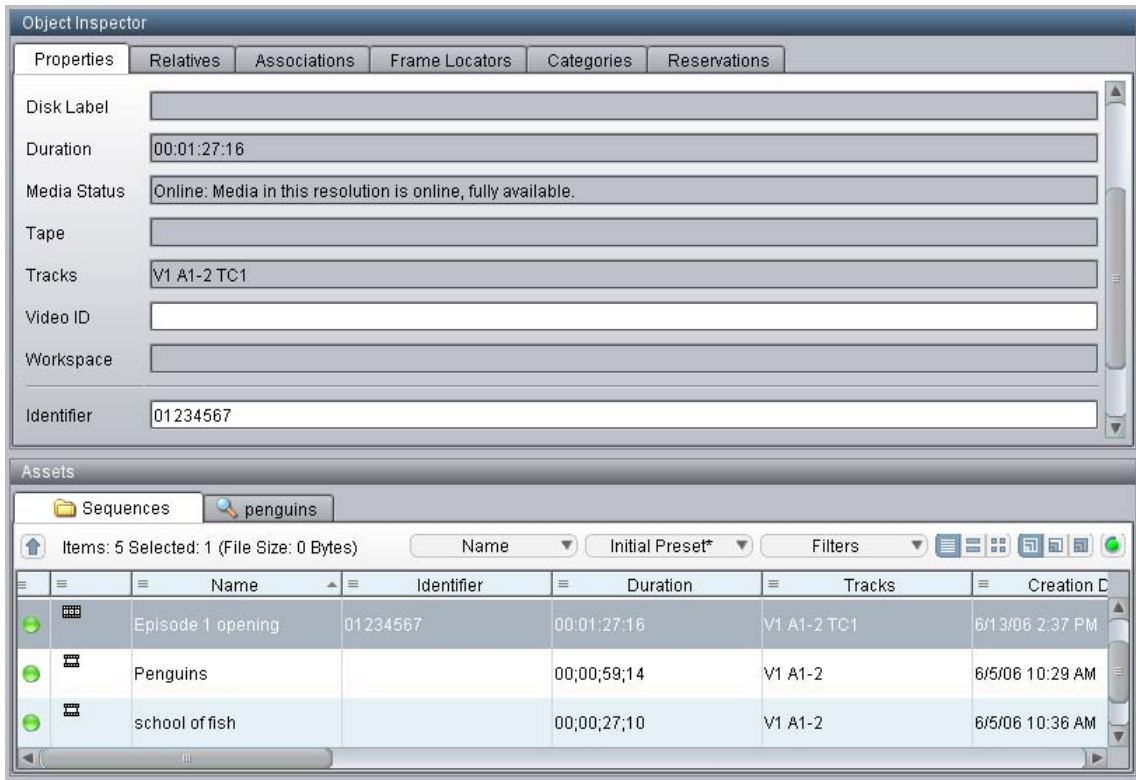 Object Inspector
Properties Relatives Associations Frame Locators Categories Reservations
Disk Label
Duration 00:01:27:16
Media Status Online: Media in this resolution is online, fully available.
Tape
Tracks V1 A1-2 TC1
Video ID
Workspace
Identifier 01234567
Assets
Sequences penguins
Items: 5 Selected: 1 (File Size: 0 Bytes) Name Initial Preset* Filters
Name Identifier Duration Tracks Creation D
Episode 1 opening 01234567 00:01:27:16 V1 A1-2 TC1 6/13/06 2:37 PM
Penguins 00;00;59;14 V1 A1-2 6/5/06 10:29 AM
school of fish 00;00;27;10 V1 A1-2 6/5/06 10:36 AM